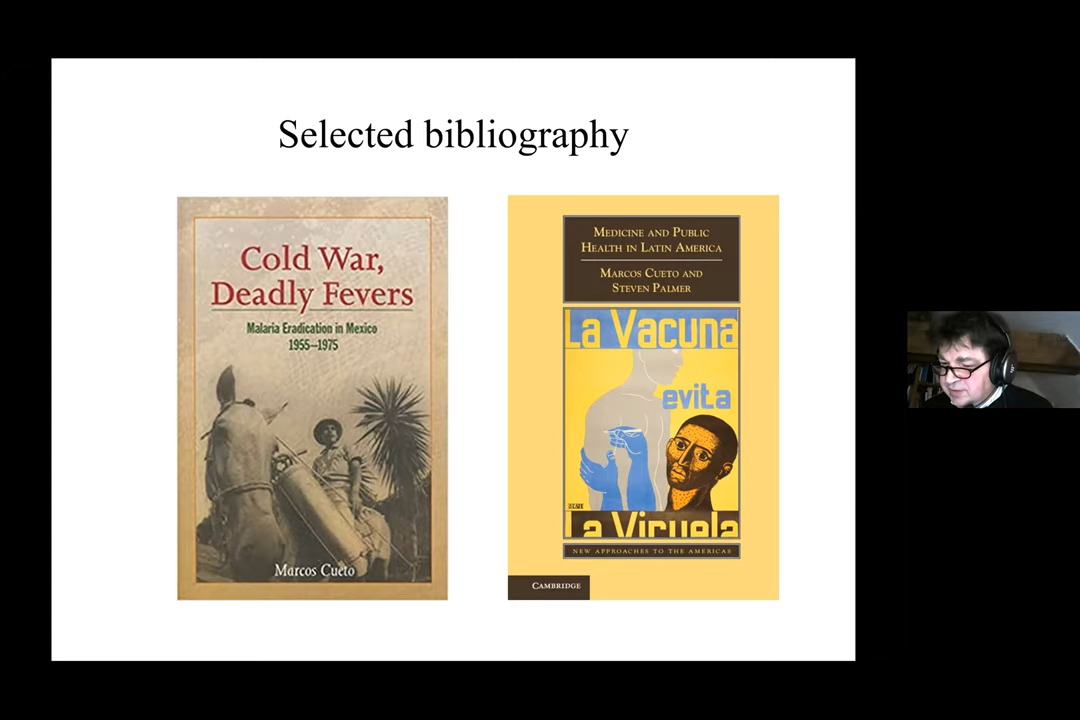 Selected bibliography
Cold War,
Deadly Fevers
Malaria Eradication in Mexico
1955–1975
Marcos Cueto
Medicine and Public
Health in Latin America
Marcos Cueto and
Steven Palmer
La Vacuna
evita
La Viruela
New Approaches to the Americas
Cambridge